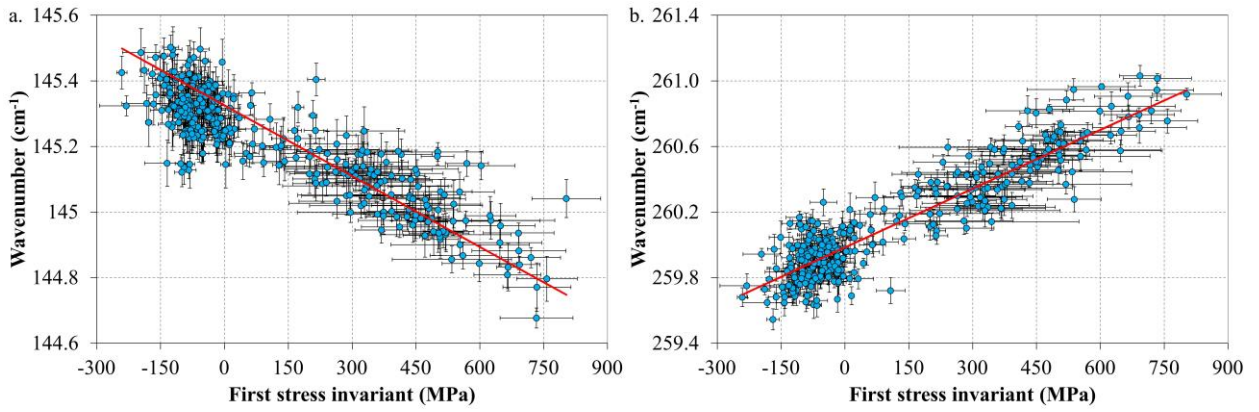 a.
145.6
145.4
145.2
145
144.8
144.6
Wavenumber (cm⁻¹)
-300 -150 0 150 300 450 600 750 900
First stress invariant (MPa)
b.
261.4
261.0
260.6
260.2
259.8
259.4
Wavenumber (cm⁻¹)
-300 -150 0 150 300 450 600 750 900
First stress invariant (MPa)